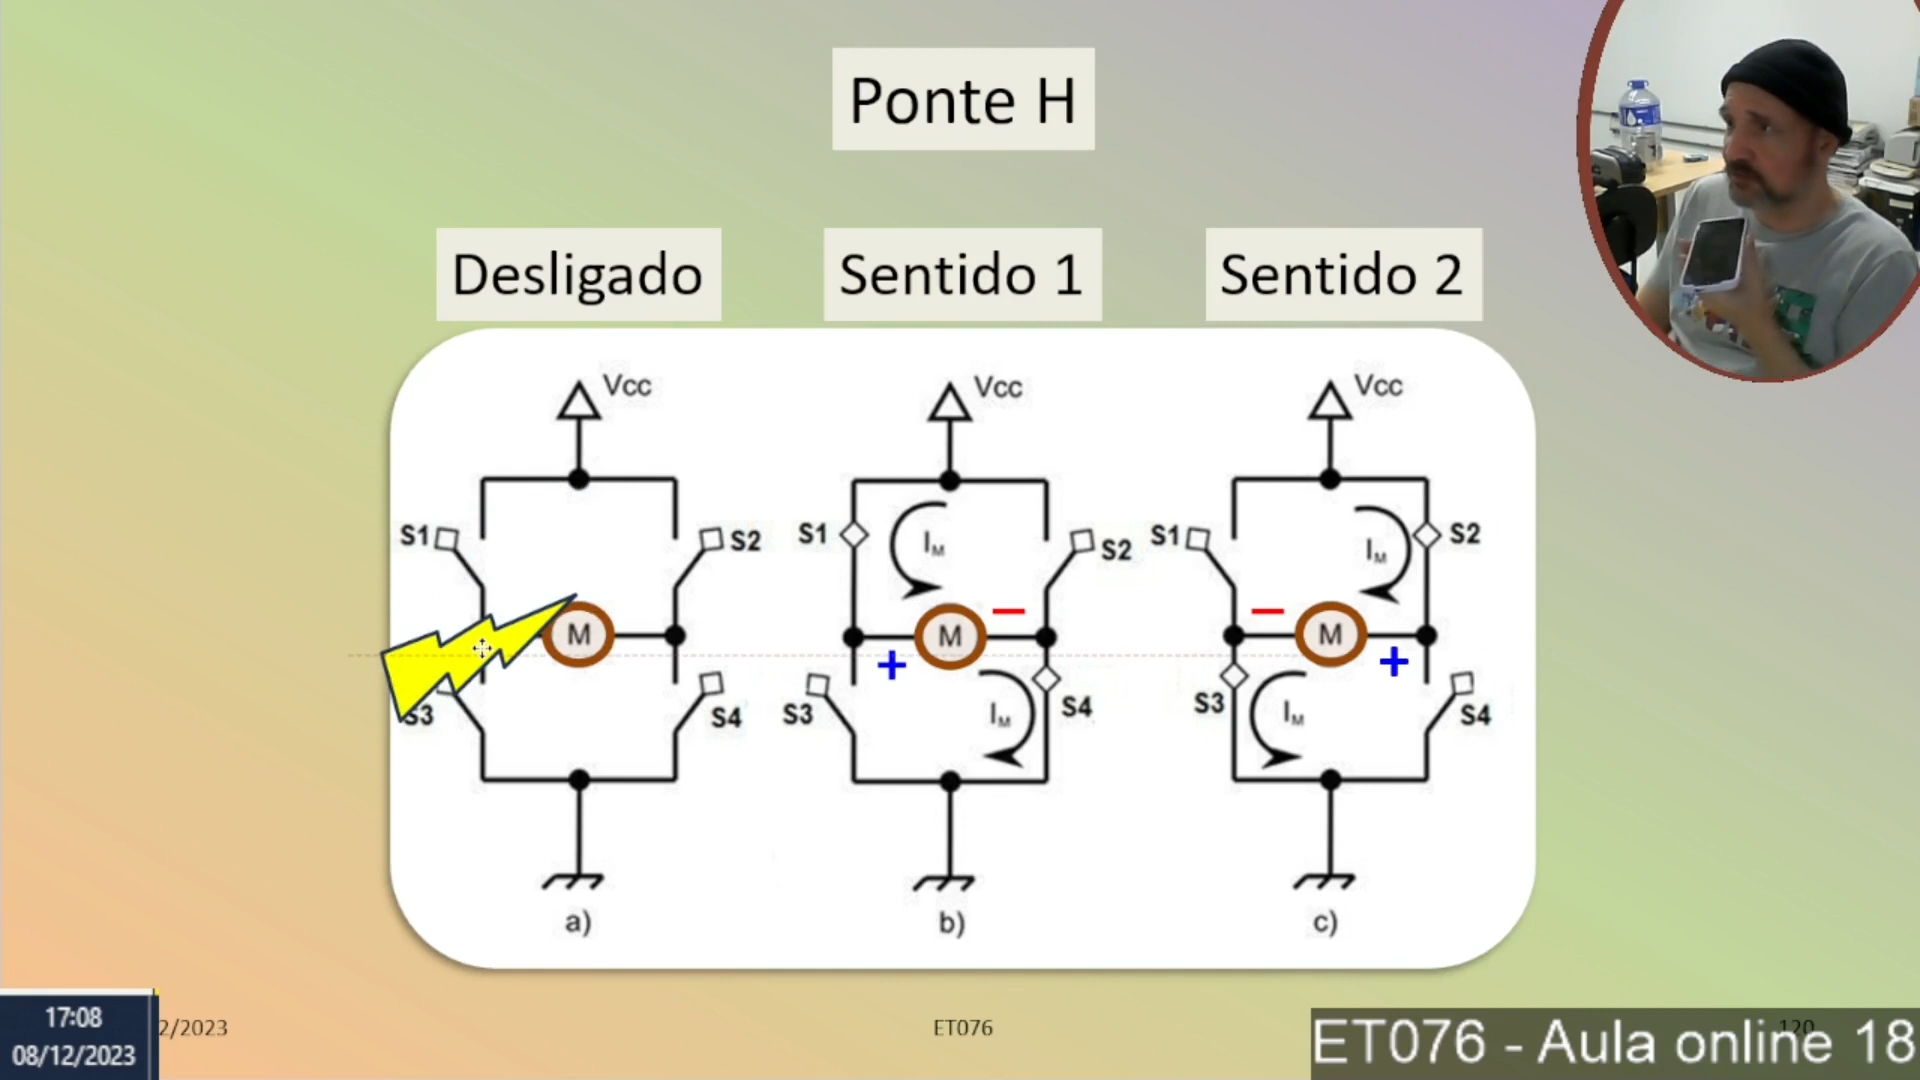 Ponte H
Desligado
Sentido 1
Sentido 2
Vcc
Vcc
Vcc
S1
S2
S1
IM
S2
S1
IM
S2
M
M
M
S3
S4
S3
IM
S4
S3
IM
S4
a)
b)
c)
17:08
08/12/2023
2/2023
ET076
120
ET076 - Aula online 18